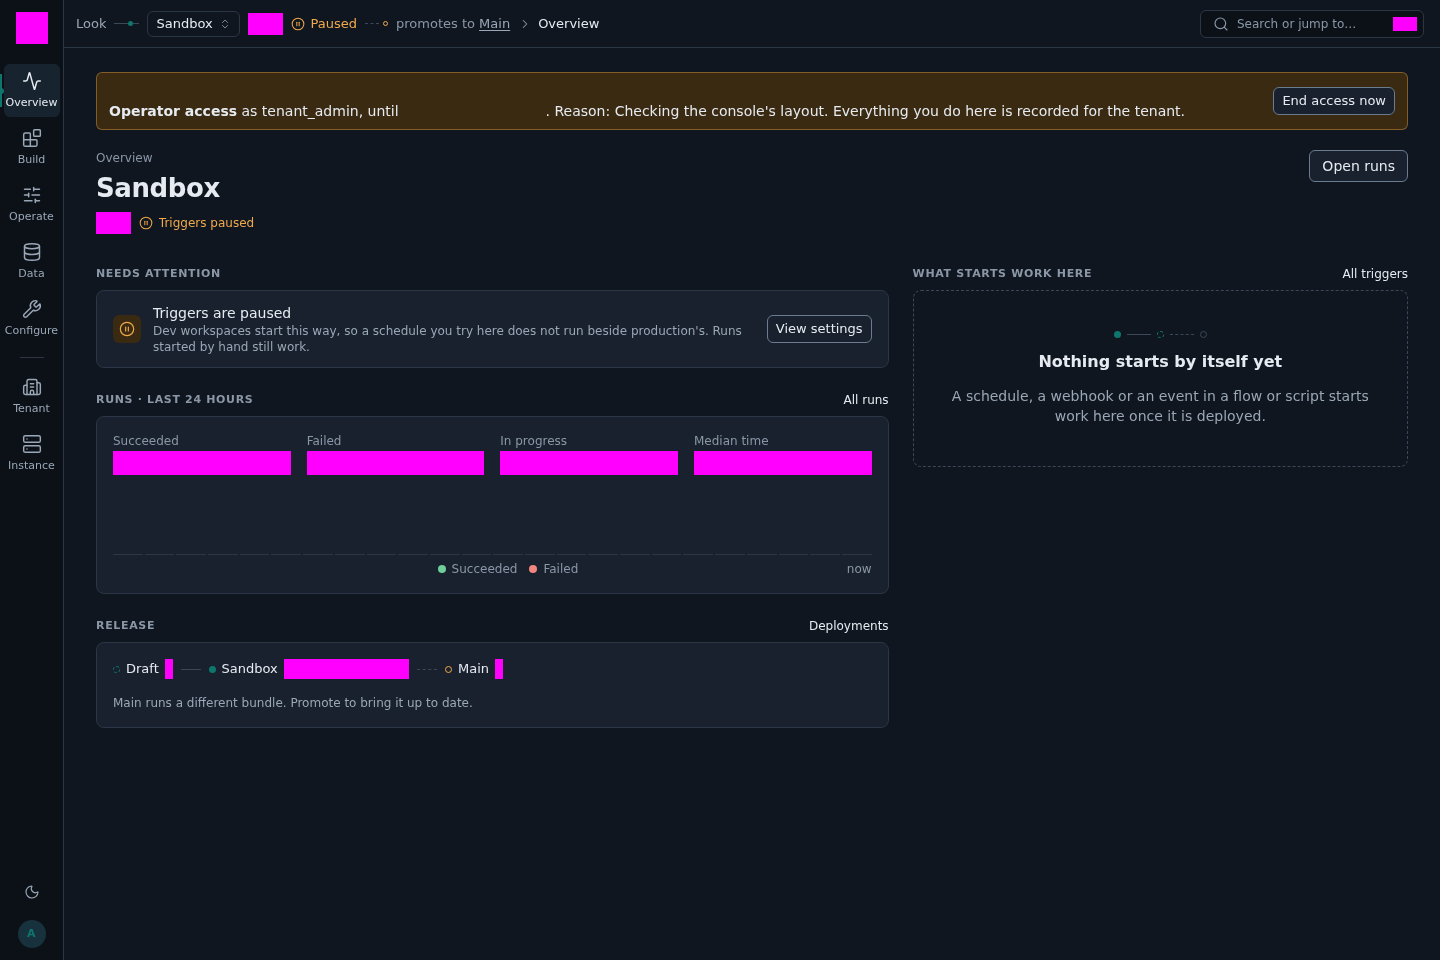 Look Sandbox Paused promotes to Main Overview
Search or jump to...
Overview
Build
Operate
Data
Configure
Tenant
Instance
A
Operator access as tenant_admin, until . Reason: Checking the console's layout. Everything you do here is recorded for the tenant.
End access now
Overview
Sandbox
Open runs
Triggers paused
NEEDS ATTENTION
Triggers are paused
Dev workspaces start this way, so a schedule you try here does not run beside production's. Runs
started by hand still work.
View settings
RUNS · LAST 24 HOURS
All runs
Succeeded Failed In progress Median time
Succeeded Failed now
RELEASE
Deployments
Draft Sandbox Main
Main runs a different bundle. Promote to bring it up to date.
WHAT STARTS WORK HERE
All triggers
Nothing starts by itself yet
A schedule, a webhook or an event in a flow or script starts
work here once it is deployed.